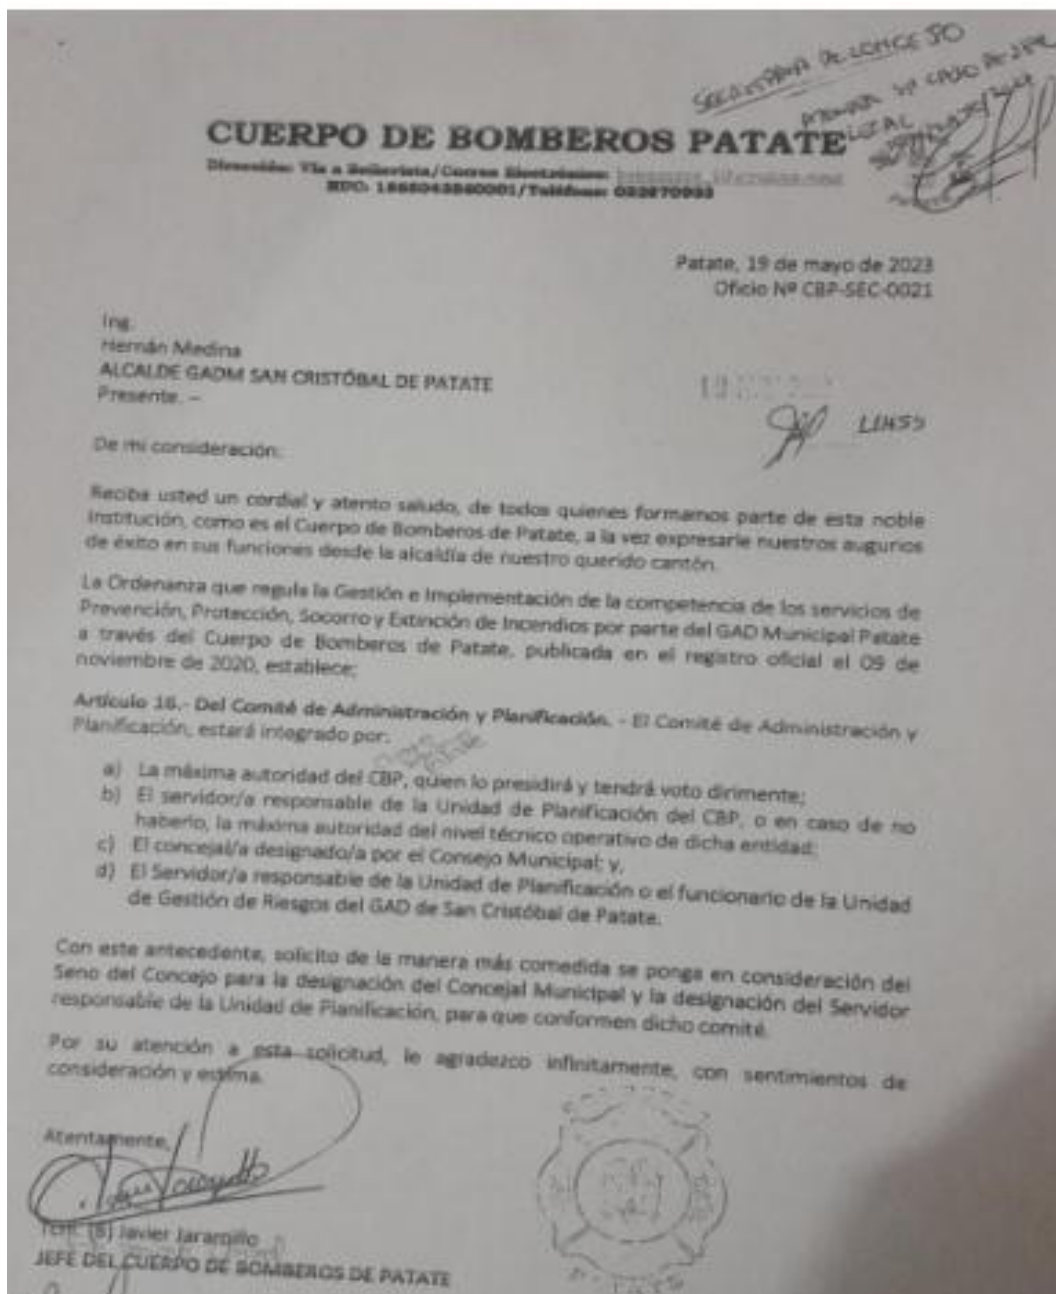 SECRETARIA DE CONCEJO
CUERPO DE BOMBEROS PATATE
Dirección: Vía a Señorista/Correo Electrónico:
RUC: 1865043860001/Teléfono: 032870933
Patate, 19 de mayo de 2023
Oficio Nº CBP-SEC-0021
Ing.
Hernán Medina
ALCALDE GADM SAN CRISTÓBAL DE PATATE
Presente. –
11H55
De mi consideración:
Reciba usted un cordial y atento saludo, de todos quienes formamos parte de esta noble
Institución, como es el Cuerpo de Bomberos de Patate, a la vez expresarle nuestros augurios
de éxito en sus funciones desde la alcaldía de nuestro querido cantón.
La Ordenanza que regula la Gestión e Implementación de la competencia de los servicios de
Prevención, Protección, Socorro y Extinción de Incendios por parte del GAD Municipal Patate
a través del Cuerpo de Bomberos de Patate, publicada en el registro oficial el 09 de
noviembre de 2020, establece;
Artículo 16.- Del Comité de Administración y Planificación. - El Comité de Administración y
Planificación, estará integrado por:
a) La máxima autoridad del CBP, quien lo presidirá y tendrá voto dirimente;
b) El servidor/a responsable de la Unidad de Planificación del CBP, o en caso de no
haberlo, la máxima autoridad del nivel técnico operativo de dicha entidad;
c) El concejal/a designado/a por el Consejo Municipal; y,
d) El Servidor/a responsable de la Unidad de Planificación o el funcionario de la Unidad
de Gestión de Riesgos del GAD de San Cristóbal de Patate.
Con este antecedente, solicito de la manera más comedida se ponga en consideración del
Seno del Concejo para la designación del Concejal Municipal y la designación del Servidor
responsable de la Unidad de Planificación, para que conformen dicho comité.
Por su atención a esta solicitud, le agradezco infinitamente, con sentimientos de
consideración y estima.
Atentamente,
(B) Javier Jaramillo
JEFE DEL CUERPO DE BOMBEROS DE PATATE